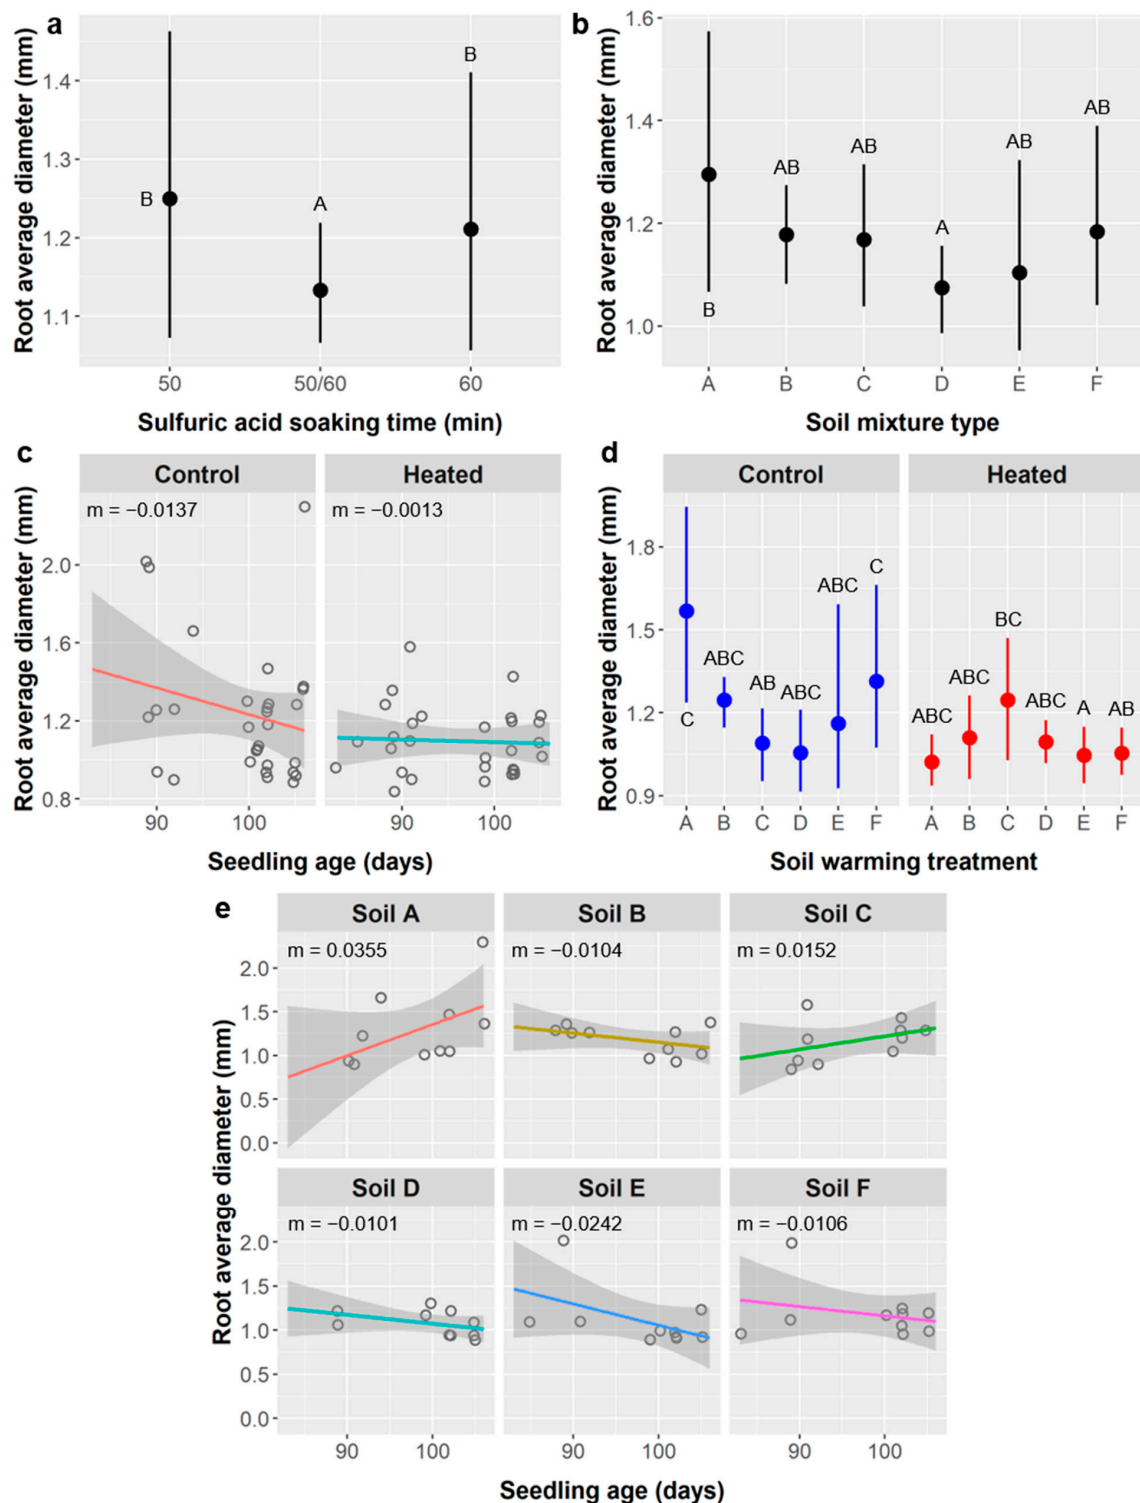 a
Root average diameter (mm)
1.4
1.3
1.2
1.1
B
A
B
50
50/60
60
Sulfuric acid soaking time (min)
b
Root average diameter (mm)
1.6
1.4
1.2
1.0
B
AB
AB
A
AB
AB
A
B
C
D
E
F
Soil mixture type
c
Root average diameter (mm)
Control
Heated
m = −0.0137
m = −0.0013
2.0
1.6
1.2
0.8
90
100
90
100
Seedling age (days)
d
Root average diameter (mm)
Control
Heated
1.8
1.5
1.2
0.9
C
ABC
AB
ABC
ABC
C
ABC
ABC
BC
ABC
A
AB
A
B
C
D
E
F
A
B
C
D
E
F
Soil warming treatment
e
Root average diameter (mm)
Soil A
Soil B
Soil C
m = 0.0355
m = −0.0104
m = 0.0152
2.0
1.5
1.0
0.5
0.0
Soil D
Soil E
Soil F
m = −0.0101
m = −0.0242
m = −0.0106
2.0
1.5
1.0
0.5
0.0
90
100
90
100
90
100
Seedling age (days)